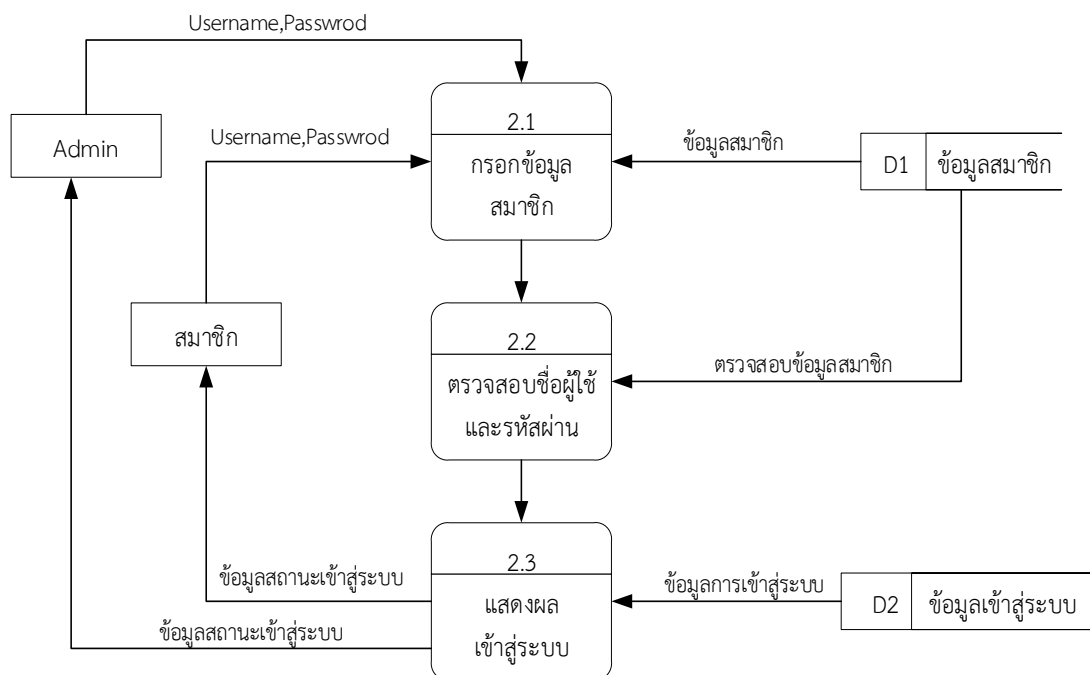 Username,Passwrod
Admin
Username,Passwrod
2.1
กรอกข้อมูล
สมาชิก
ข้อมูลสมาชิก
D1
ข้อมูลสมาชิก
สมาชิก
2.2
ตรวจสอบชื่อผู้ใช้
และรหัสผ่าน
ตรวจสอบข้อมูลสมาชิก
ข้อมูลสถานะเข้าสู่ระบบ
ข้อมูลสถานะเข้าสู่ระบบ
2.3
แสดงผล
เข้าสู่ระบบ
ข้อมูลการเข้าสู่ระบบ
D2
ข้อมูลเข้าสู่ระบบ